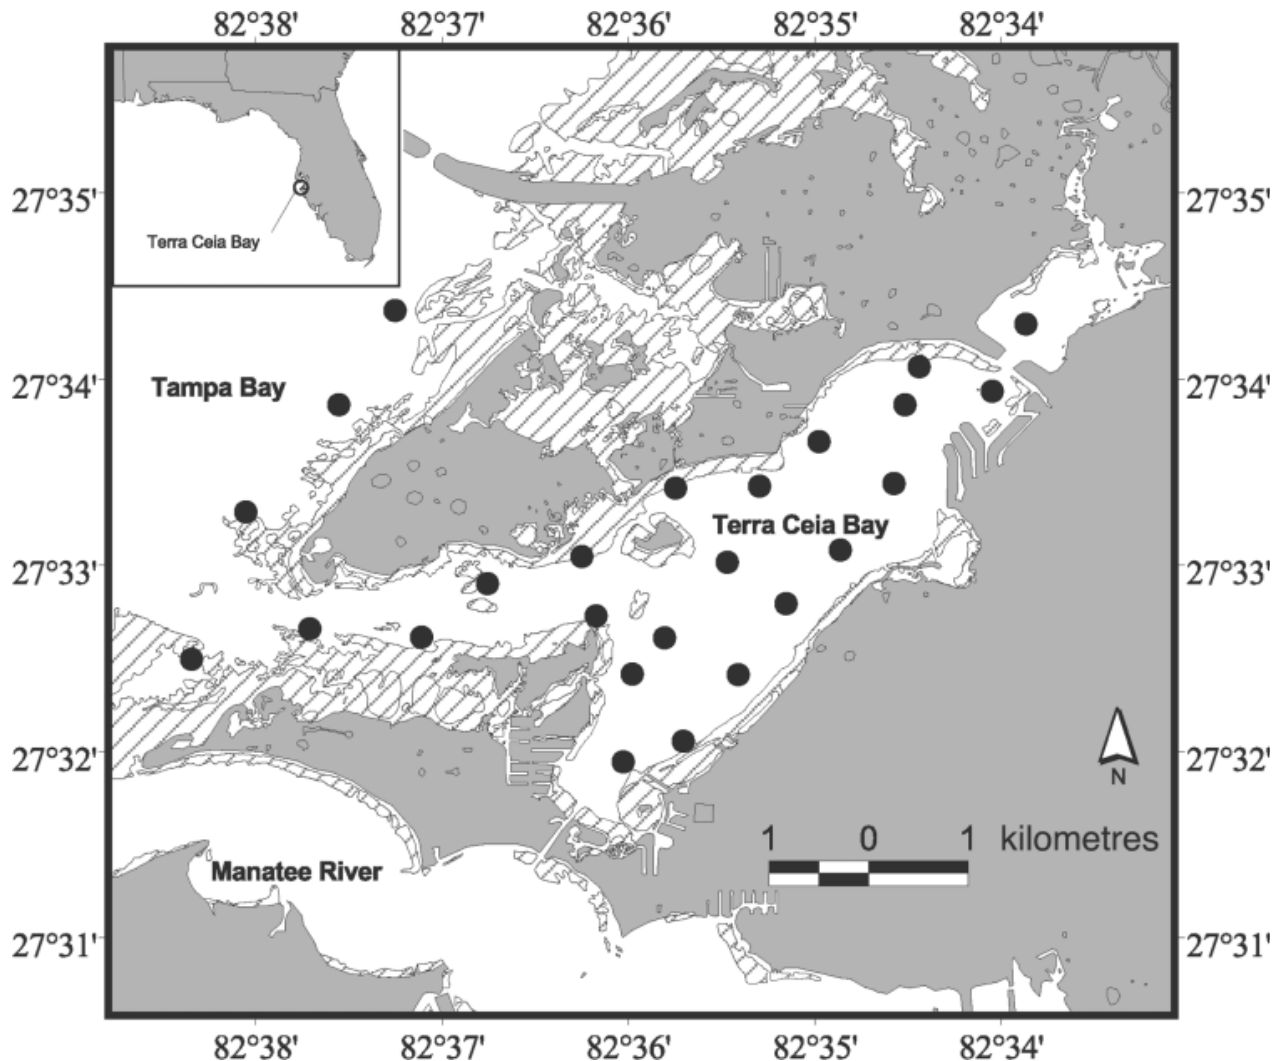 82°38' 82°37' 82°36' 82°35' 82°34'
27°35' 27°35'
Terra Ceia Bay
27°34' Tampa Bay 27°34'
Terra Ceia Bay
27°33' 27°33'
27°32' 27°32'
N
1 0 1 kilometres
Manatee River
27°31' 27°31'
82°38' 82°37' 82°36' 82°35' 82°34'